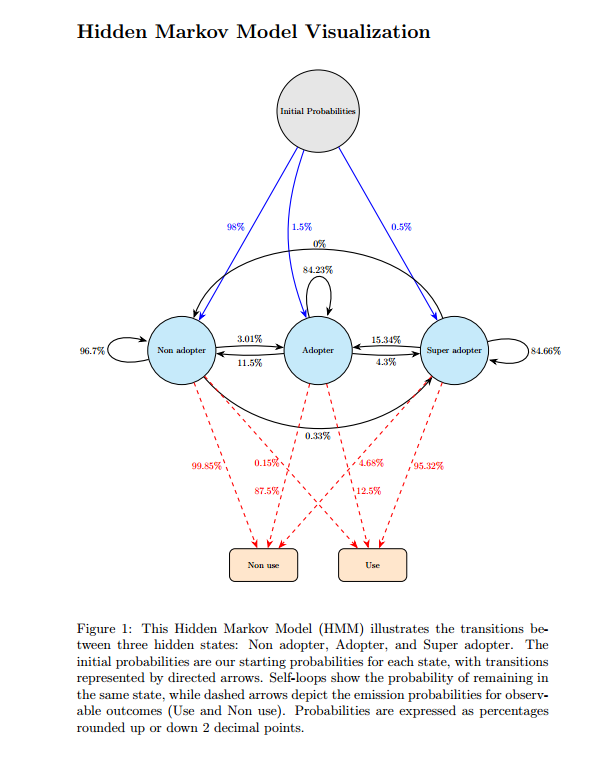 Hidden Markov Model Visualization
Initial Probabilities
98%
1.5%
0.5%
0%
84.23%
96.7%
Non adopter
3.01%
11.5%
Adopter
15.34%
4.3%
Super adopter
84.66%
0.33%
99.85%
0.15%
4.68%
95.32%
87.5%
12.5%
Non use
Use
Figure 1: This Hidden Markov Model (HMM) illustrates the transitions be-
tween three hidden states: Non adopter, Adopter, and Super adopter. The
initial probabilities are our starting probabilities for each state, with transitions
represented by directed arrows. Self-loops show the probability of remaining in
the same state, while dashed arrows depict the emission probabilities for observ-
able outcomes (Use and Non use). Probabilities are expressed as percentages
rounded up or down 2 decimal points.